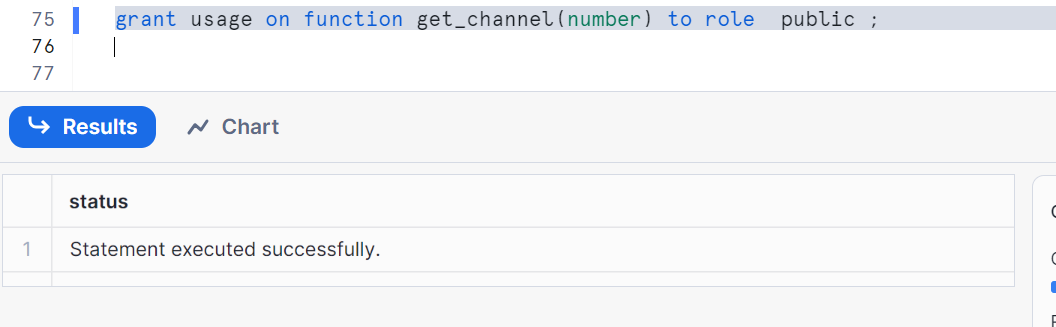 75 grant usage on function get_channel(number) to role  public ;
76
77
Results
Chart
status
1 Statement executed successfully.